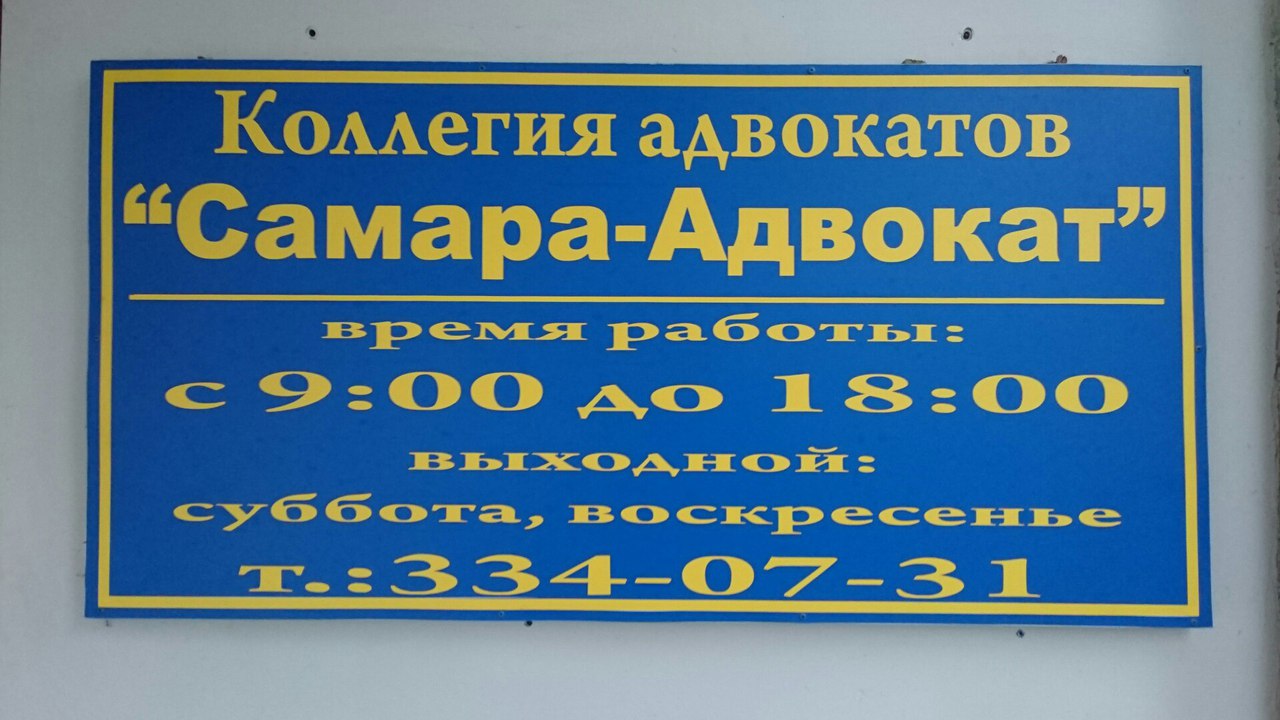 Коллегия адвокатов
“Самара-Адвокат”
время работы:
с 9:00 до 18:00
выходной:
суббота, воскресенье
т.:334-07-31